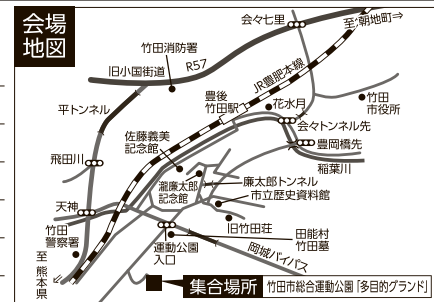 会場
地図
会々七里
至:朝地町⇒
竹田消防署
R57
旧小国街道
JR豊肥本線
平トンネル
豊後
竹田駅
花水月
竹田
市役所
佐藤義美
記念館
会々トンネル先
豊岡橋先
飛田川
稲葉川
瀧廉太郎
記念館
廉太郎トンネル
市立歴史資料館
天神
旧竹田荘
竹田
警察署
田能村
竹田墓
運動公園
入口
岡城バイパス
至 熊本県
集合場所
竹田市総合運動公園「多目的グランド」